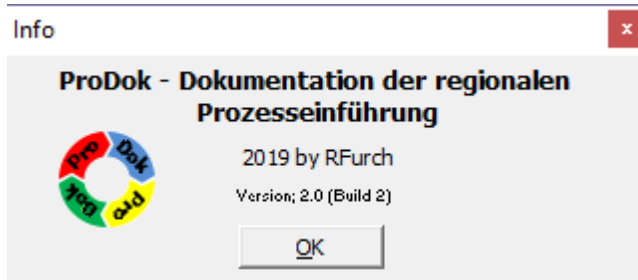 Info
x
ProDok - Dokumentation der regionalen
Prozesseinführung
Pro
Dok
Dok
Pro
2019 by RFurch
Version; 2.0 (Build 2)
OK